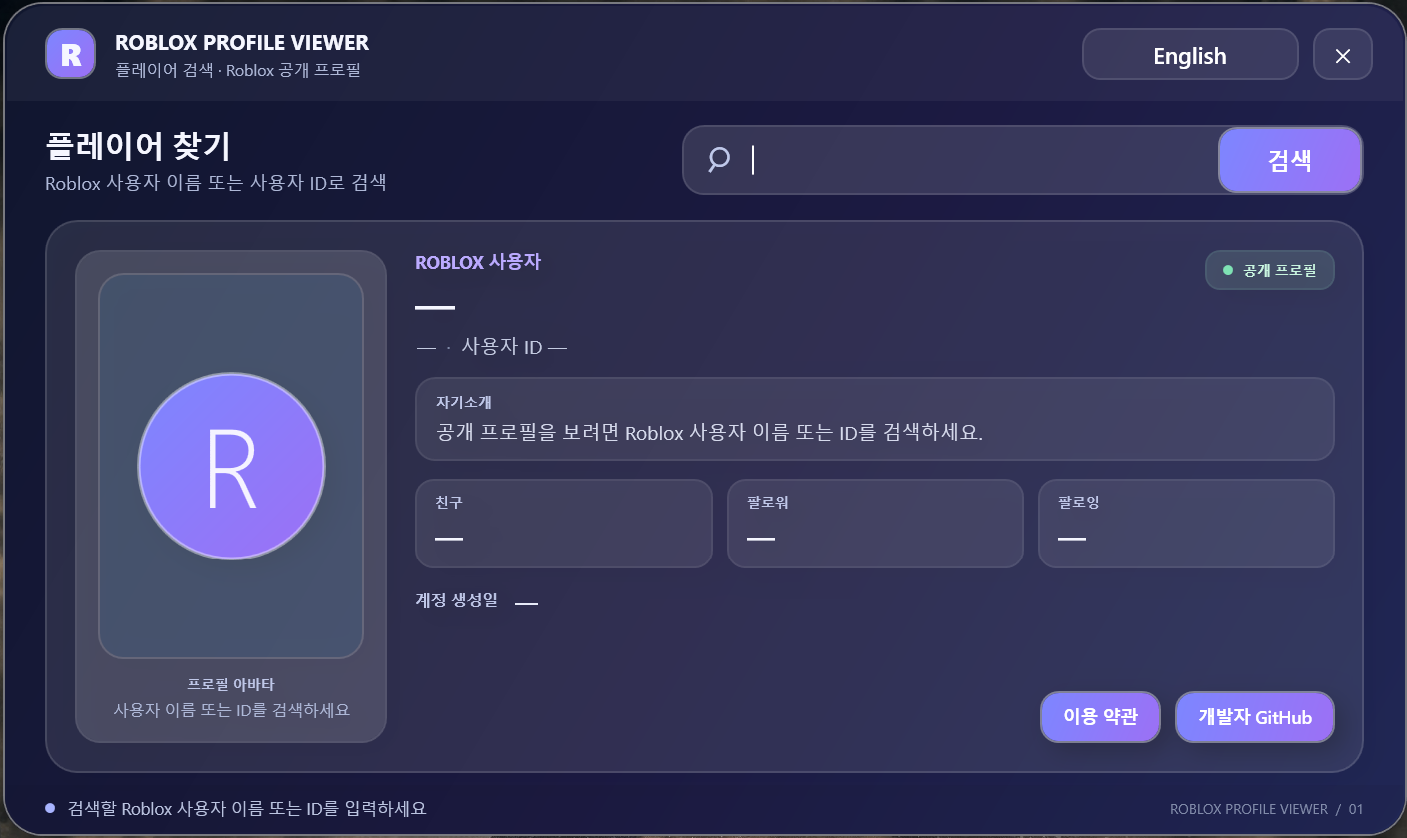 R
ROBLOX PROFILE VIEWER
플레이어 검색 · Roblox 공개 프로필
English
플레이어 찾기
Roblox 사용자 이름 또는 사용자 ID로 검색
검색
R
프로필 아바타
사용자 이름 또는 ID를 검색하세요
ROBLOX 사용자
공개 프로필
—
— · 사용자 ID —
자기소개
공개 프로필을 보려면 Roblox 사용자 이름 또는 ID를 검색하세요.
친구
—
팔로워
—
팔로잉
—
계정 생성일 —
이용 약관
개발자 GitHub
검색할 Roblox 사용자 이름 또는 ID를 입력하세요
ROBLOX PROFILE VIEWER / 01